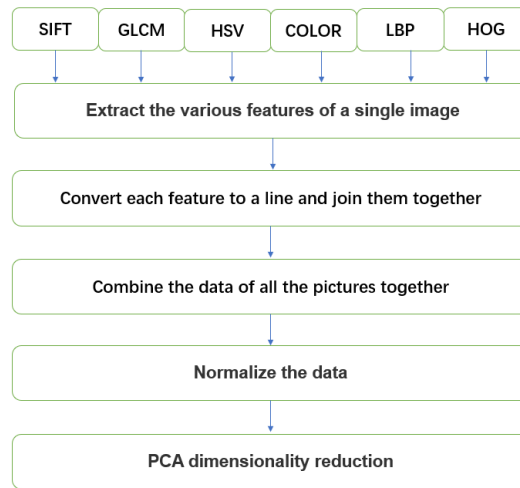 SIFT GLCM HSV COLOR LBP HOG
Extract the various features of a single image
Convert each feature to a line and join them together
Combine the data of all the pictures together
Normalize the data
PCA dimensionality reduction